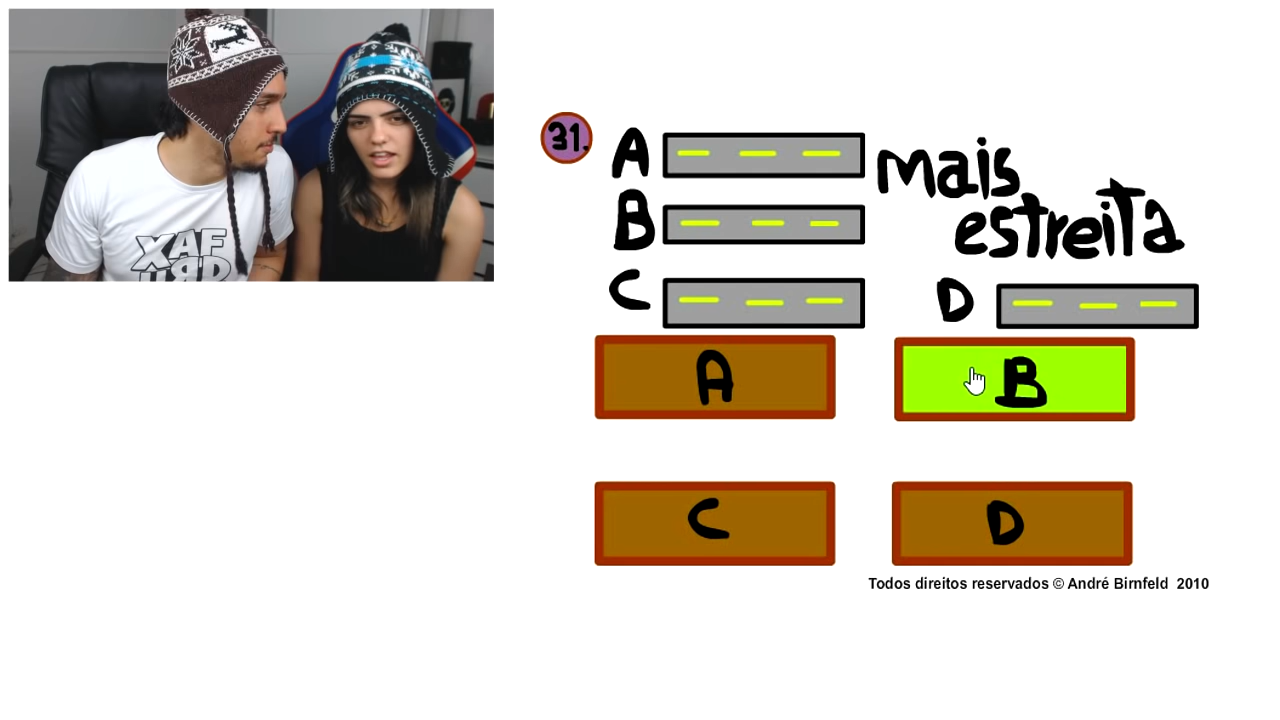 31.
A
mais
B
estreita
C
D
A
B
C
D
Todos direitos reservados © André Birnfeld 2010
XAF